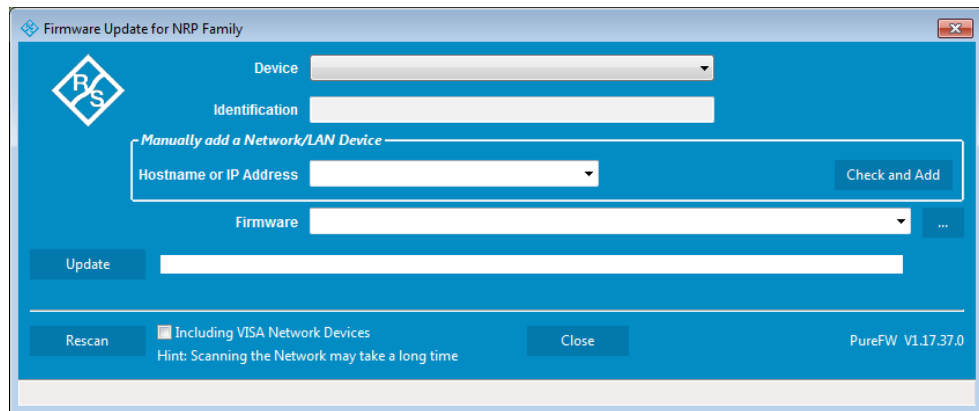 Firmware Update for NRP Family
R S
Device
Identification
Manually add a Network/LAN Device
Hostname or IP Address
Check and Add
Firmware
...
Update
Rescan
Including VISA Network Devices
Hint: Scanning the Network may take a long time
Close
PureFW V1.17.37.0